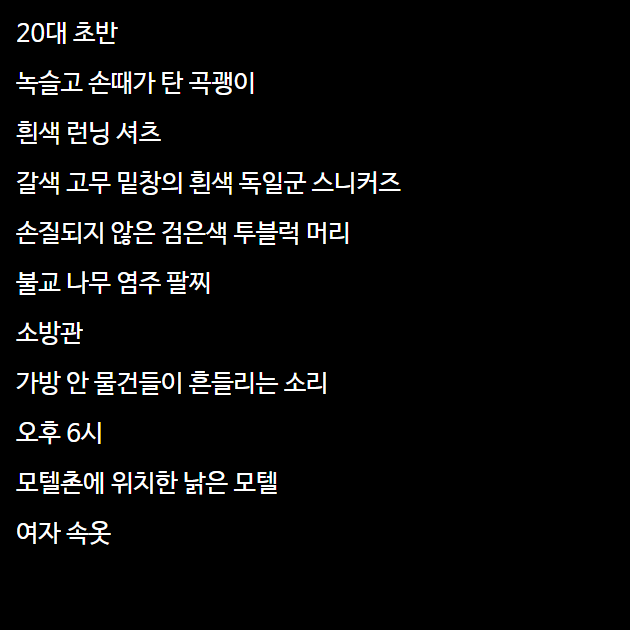 20대 초반
녹슬고 손때가 탄 곡괭이
흰색 런닝 셔츠
갈색 고무 밑창의 흰색 독일군 스니커즈
손질되지 않은 검은색 투블럭 머리
불교 나무 염주 팔찌
소방관
가방 안 물건들이 흔들리는 소리
오후 6시
모텔촌에 위치한 낡은 모텔
여자 속옷